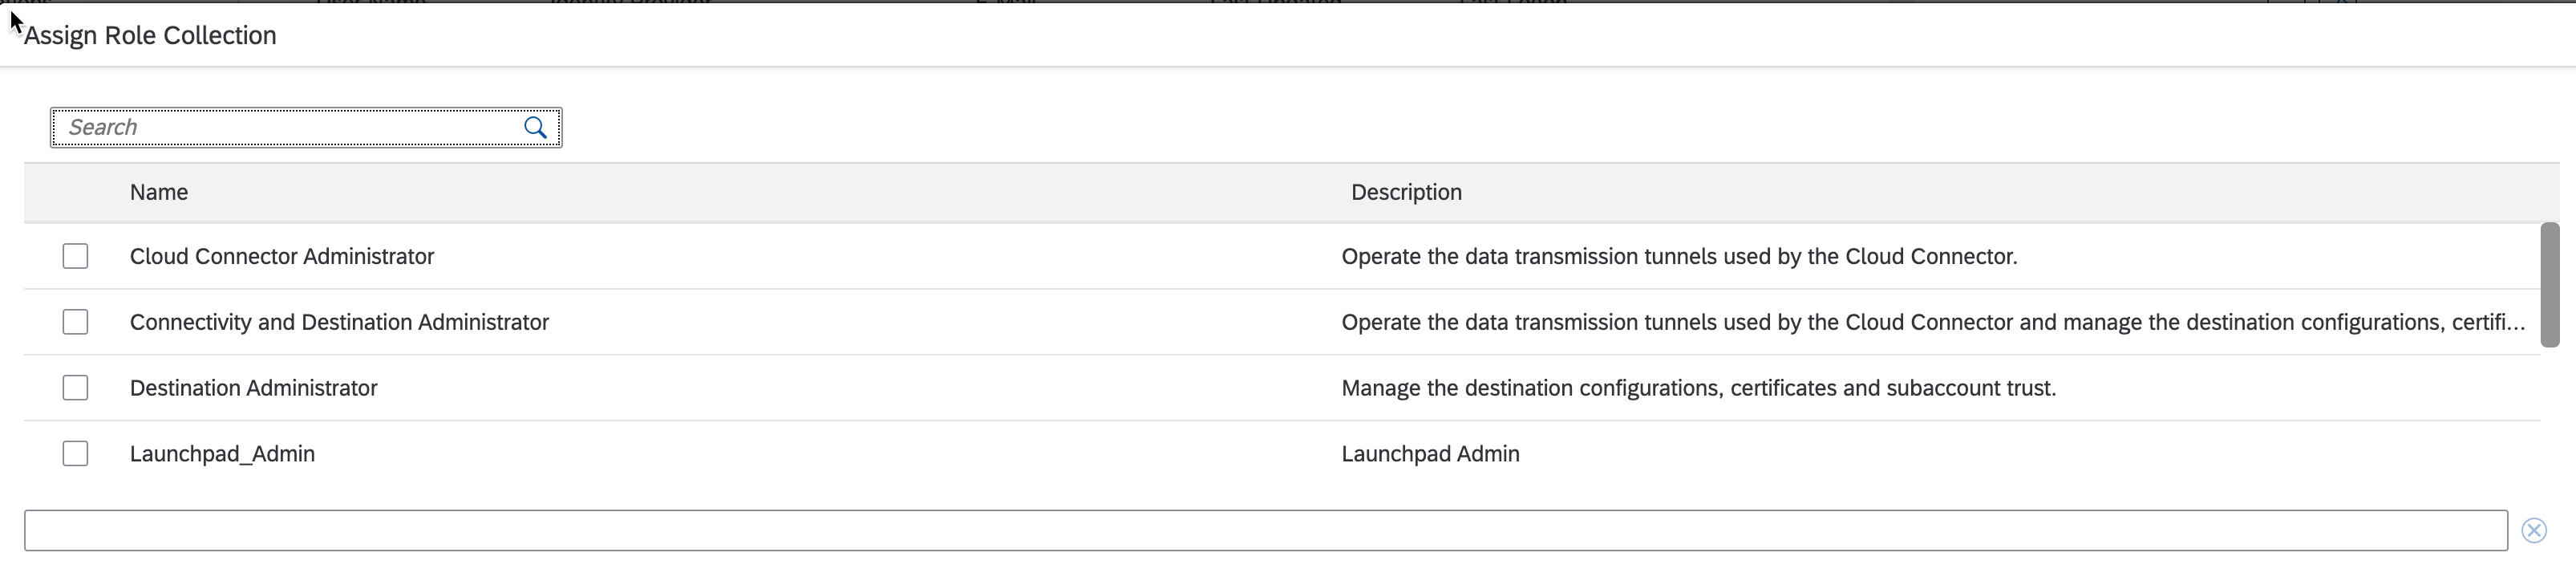 Assign Role Collection
Search
Name Description
Cloud Connector Administrator Operate the data transmission tunnels used by the Cloud Connector.
Connectivity and Destination Administrator Operate the data transmission tunnels used by the Cloud Connector and manage the destination configurations, certifi...
Destination Administrator Manage the destination configurations, certificates and subaccount trust.
Launchpad_Admin Launchpad Admin